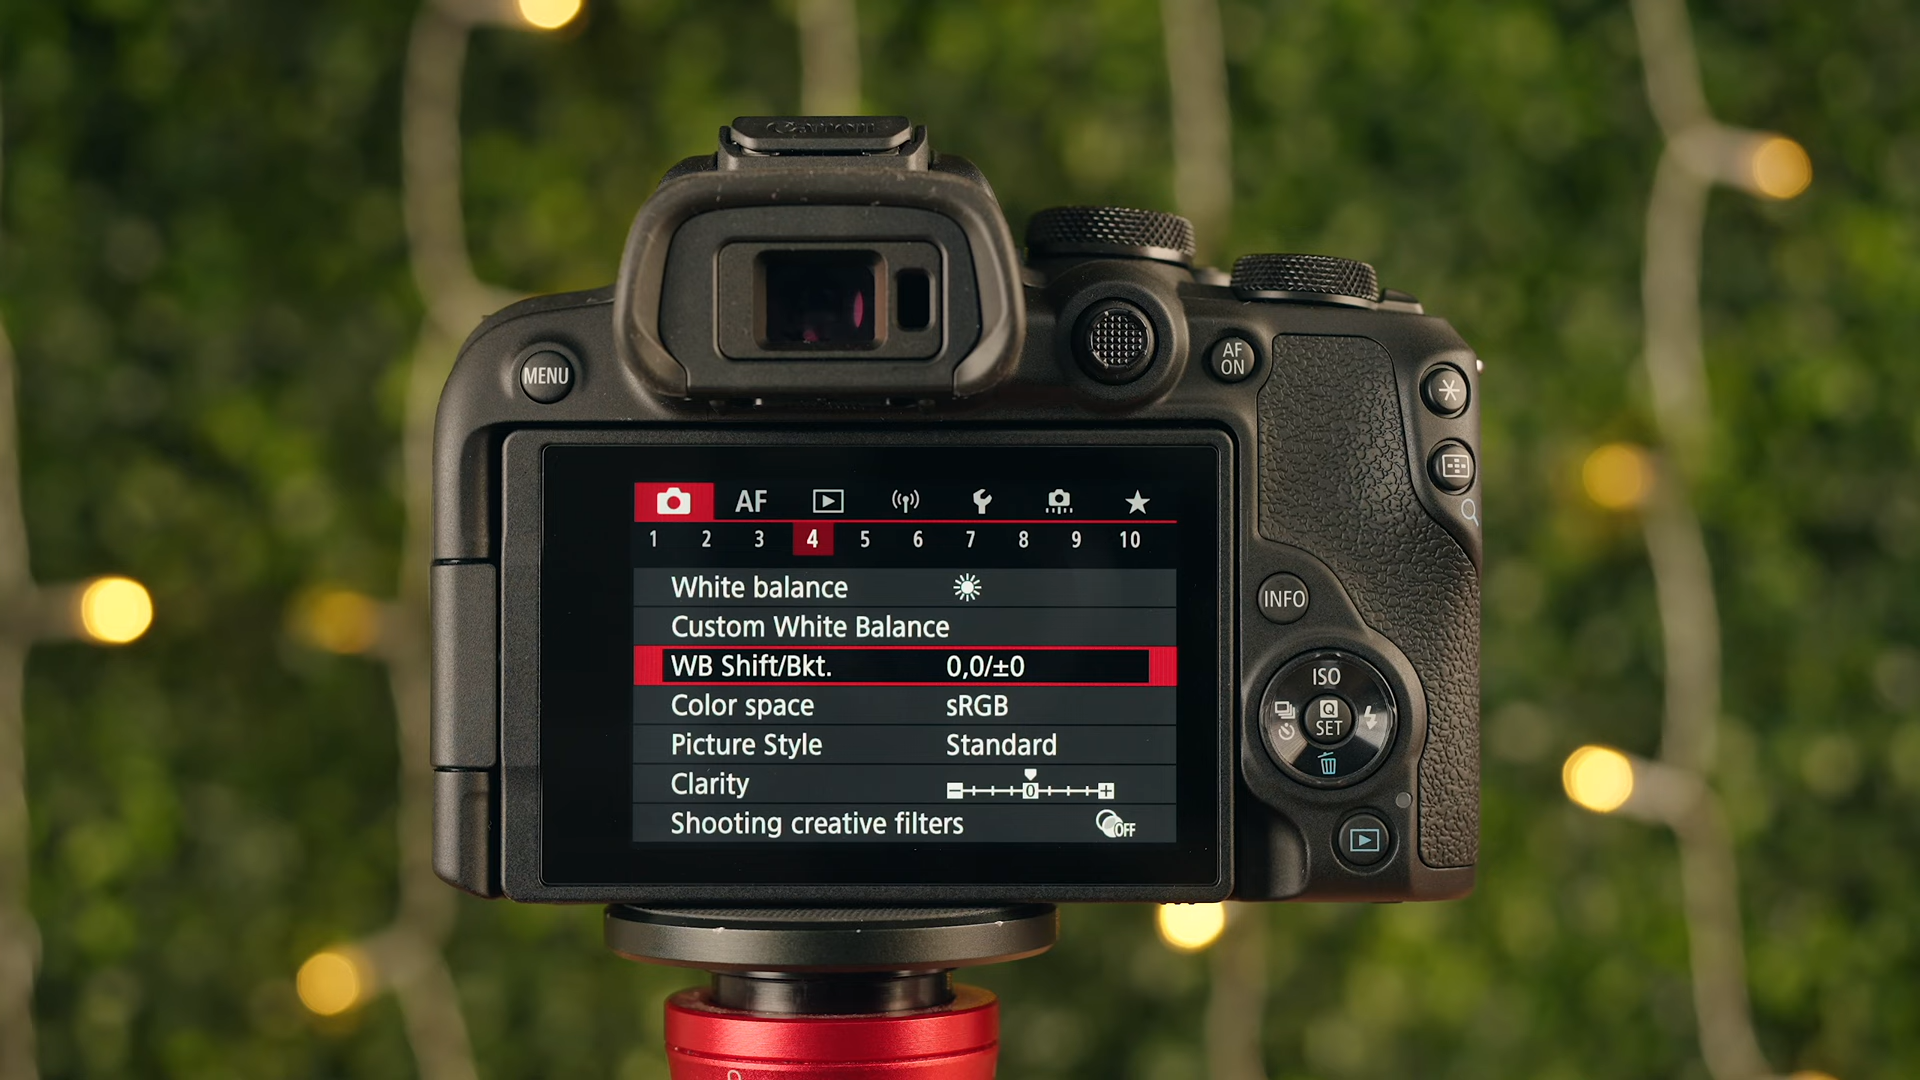 Canon
MENU
AF
ON
AF
1 2 3 4 5 6 7 8 9 10
White balance
Custom White Balance
WB Shift/Bkt. 0,0/±0
Color space sRGB
Picture Style Standard
Clarity − 0 +
Shooting creative filters OFF
INFO
ISO
Q
SET